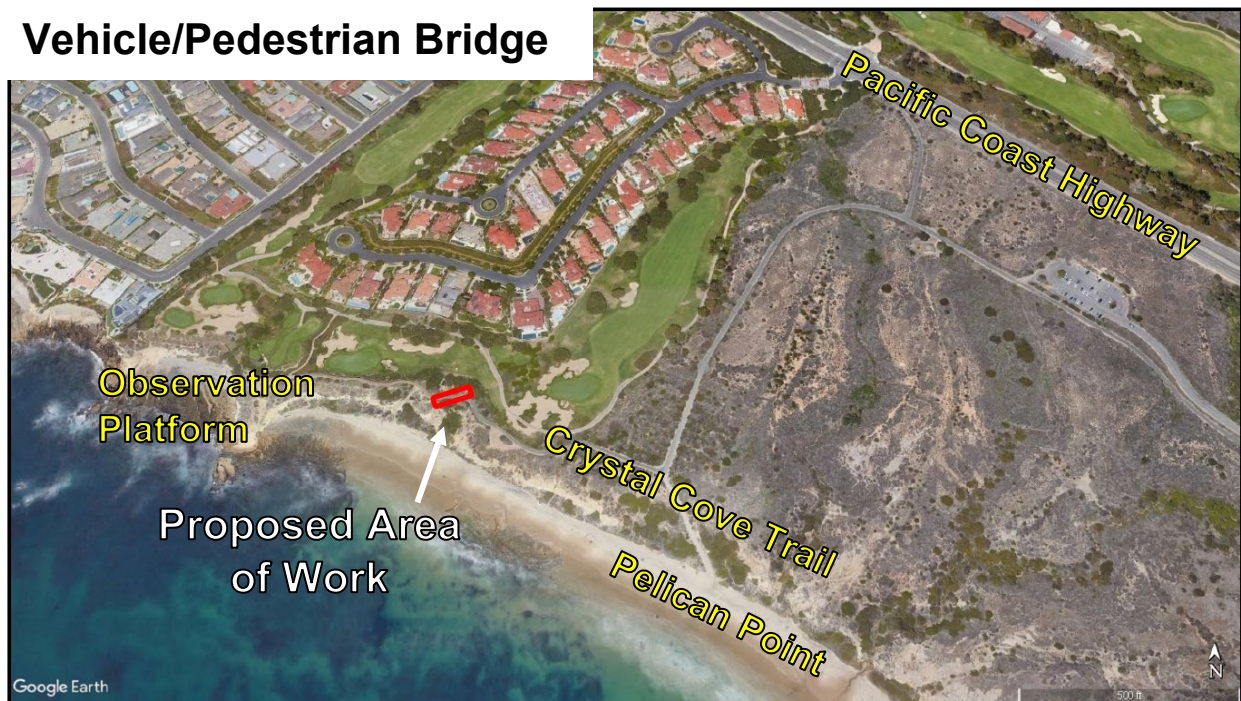 Vehicle/Pedestrian Bridge
Pacific Coast Highway
Observation
Platform
Crystal Cove Trail
Proposed Area
of Work
Pelican Point
Google Earth
N
500 ft